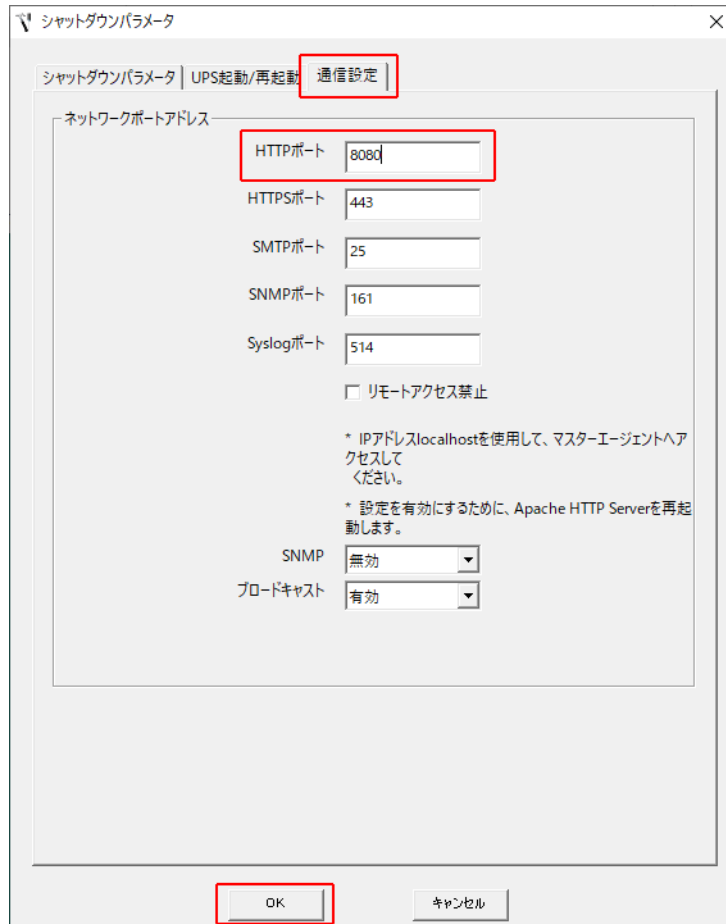 シャットダウンパラメータ
シャットダウンパラメータ UPS起動/再起動 通信設定
ネットワークポートアドレス
HTTPポート 8080
HTTPSポート 443
SMTPポート 25
SNMPポート 161
Syslogポート 514
リモートアクセス禁止
* IPアドレスlocalhostを使用して、マスターエージェントへア
クセスして
ください。
* 設定を有効にするために、Apache HTTP Serverを再起
動します。
SNMP 無効
ブロードキャスト 有効
OK キャンセル